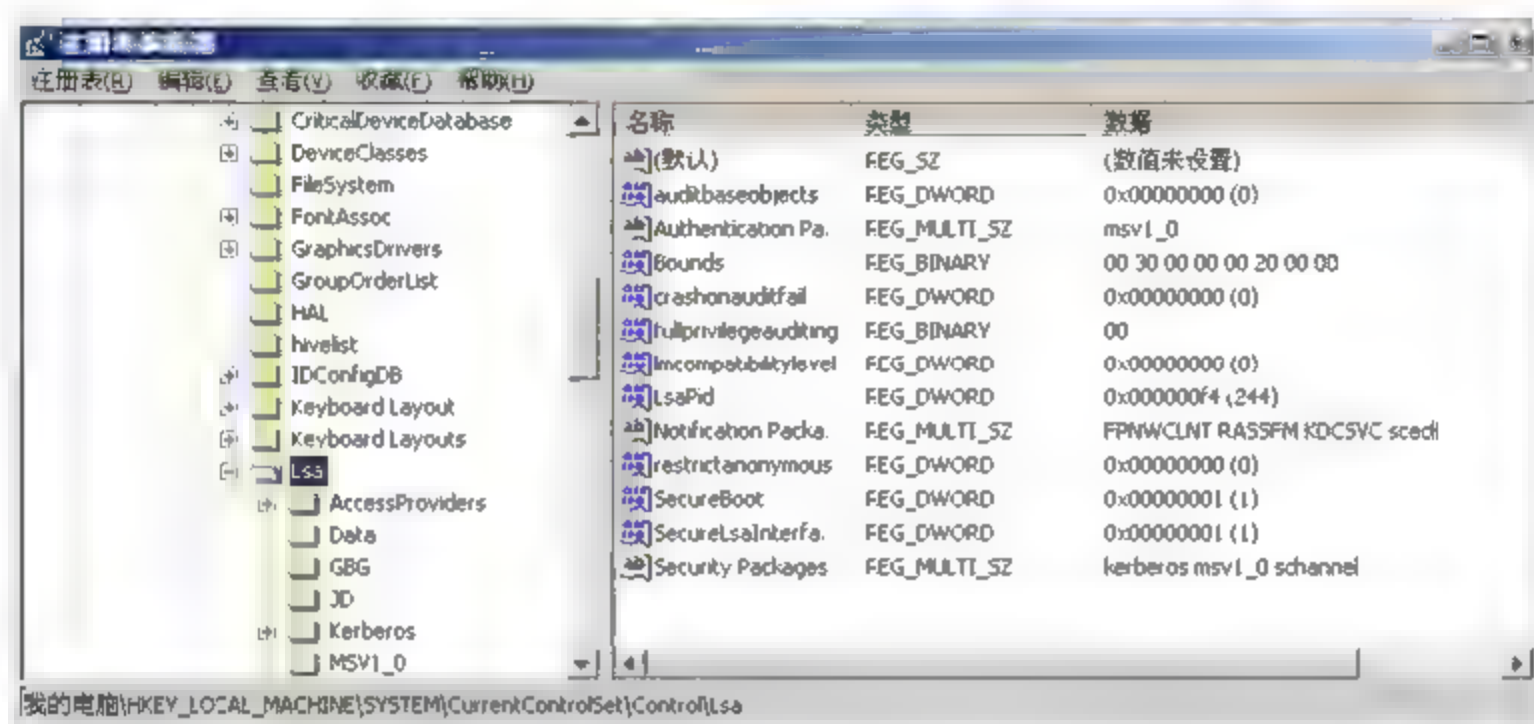 注册表(R) 编辑(E) 查看(V) 收藏(F) 帮助(H)
CriticalDeviceDatabase
DeviceClasses
FileSystem
FontAssoc
GraphicsDrivers
GroupOrderList
HAL
hivelist
IDConfigDB
Keyboard Layout
Keyboard Layouts
Lsa
AccessProviders
Data
GBG
JD
Kerberos
MSV1_0
名称 类型 数据
(默认) REG_SZ (数值未设置)
auditbaseobjects REG_DWORD 0x00000000 (0)
Authentication Pa. REG_MULTI_SZ msv1_0
Bounds REG_BINARY 00 30 00 00 00 20 00 00
crashonauditfail REG_DWORD 0x00000000 (0)
fullprivilegeauditing REG_BINARY 00
lmcompatibilitylevel REG_DWORD 0x00000000 (0)
LsaPid REG_DWORD 0x000000f4 (244)
Notification Packa. REG_MULTI_SZ FPNWCLNT RASSFM KDCSVC scecli
restrictanonymous REG_DWORD 0x00000000 (0)
SecureBoot REG_DWORD 0x00000001 (1)
SecureLsaInterfa. REG_DWORD 0x00000001 (1)
Security Packages REG_MULTI_SZ kerberos msv1_0 schannel
我的电脑\HKEY_LOCAL_MACHINE\SYSTEM\CurrentControlSet\Control\Lsa